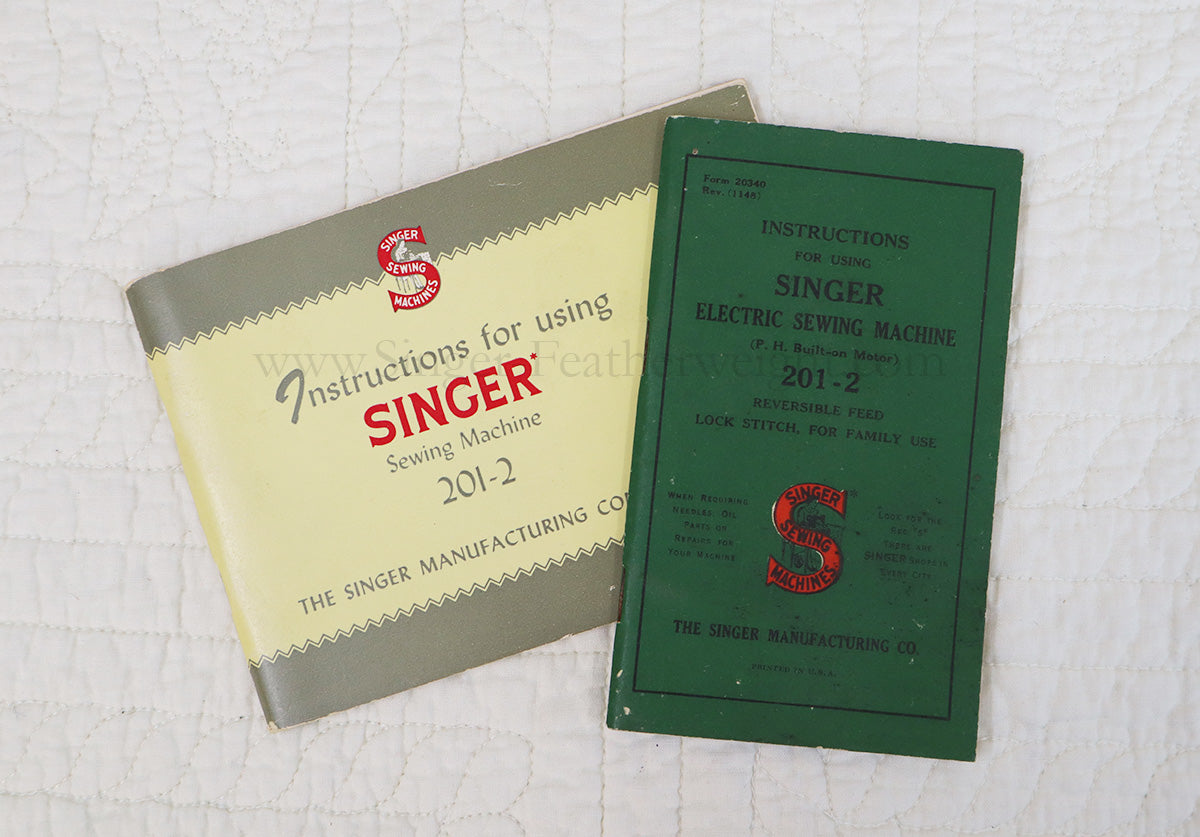 SINGER
SEWING
MACHINES
Instructions for using
SINGER*
Sewing Machine
201-2
THE SINGER MANUFACTURING CO
Form 20340
Rev. (1148)
INSTRUCTIONS
FOR USING
SINGER
ELECTRIC SEWING MACHINE
(P. H. Built-on Motor)
201-2
REVERSIBLE FEED
LOCK STITCH, FOR FAMILY USE
WHEN REQUIRING
NEEDLES, OIL
PARTS OR
REPAIRS FOR
YOUR MACHINE
SINGER *
SEWING
MACHINES
LOOK FOR THE
RED "S"
THERE ARE
SINGER SHOPS IN
EVERY CITY
THE SINGER MANUFACTURING CO.
PRINTED IN U.S.A.
www.Singer-Featherweight.com